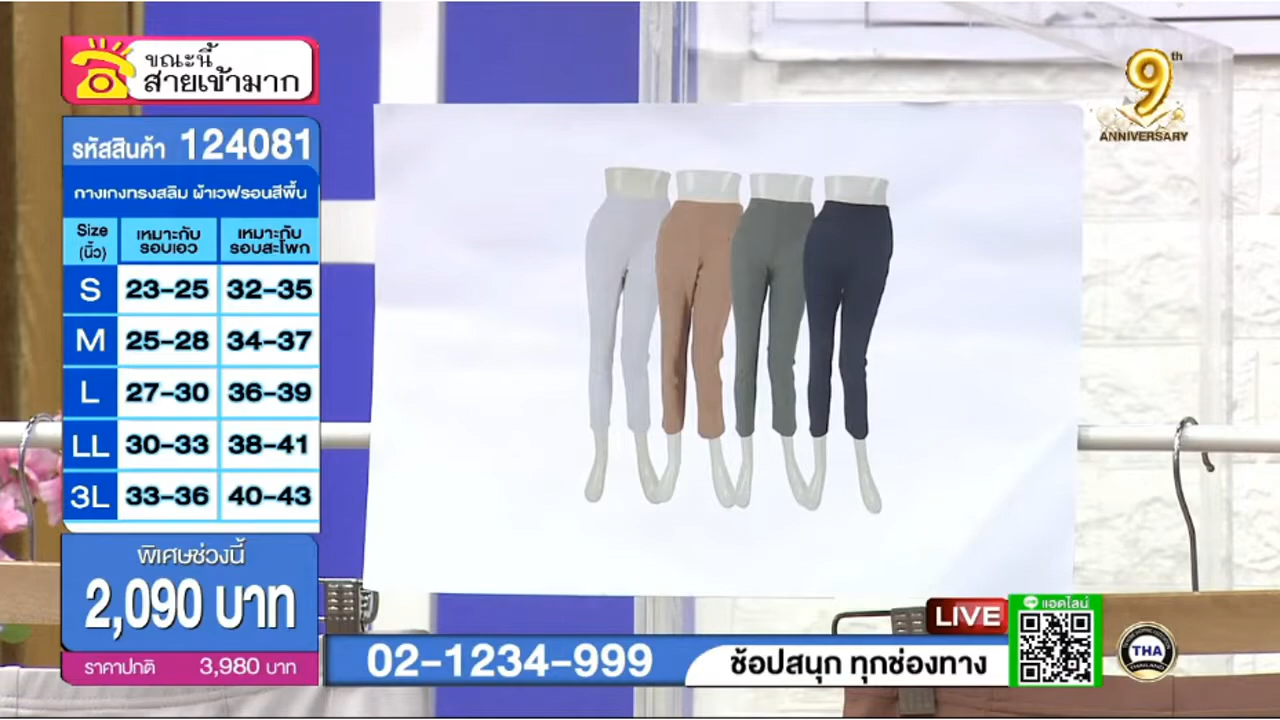 ขณะนี้
สายเข้ามาก
รหัสสินค้า 124081
กางเกงทรงสลิม ผ้าเวฟรอนสีพื้น
Size (นิ้ว) เหมาะกับรอบเอว เหมาะกับรอบสะโพก
S 23-25 32-35
M 25-28 34-37
L 27-30 36-39
LL 30-33 38-41
3L 33-36 40-43
พิเศษช่วงนี้
2,090 บาท
ราคาปกติ 3,980 บาท
9th
ANNIVERSARY
02-1234-999
ช้อปสนุก ทุกช่องทาง
LIVE
แอดไลน์
THA
THAILAND